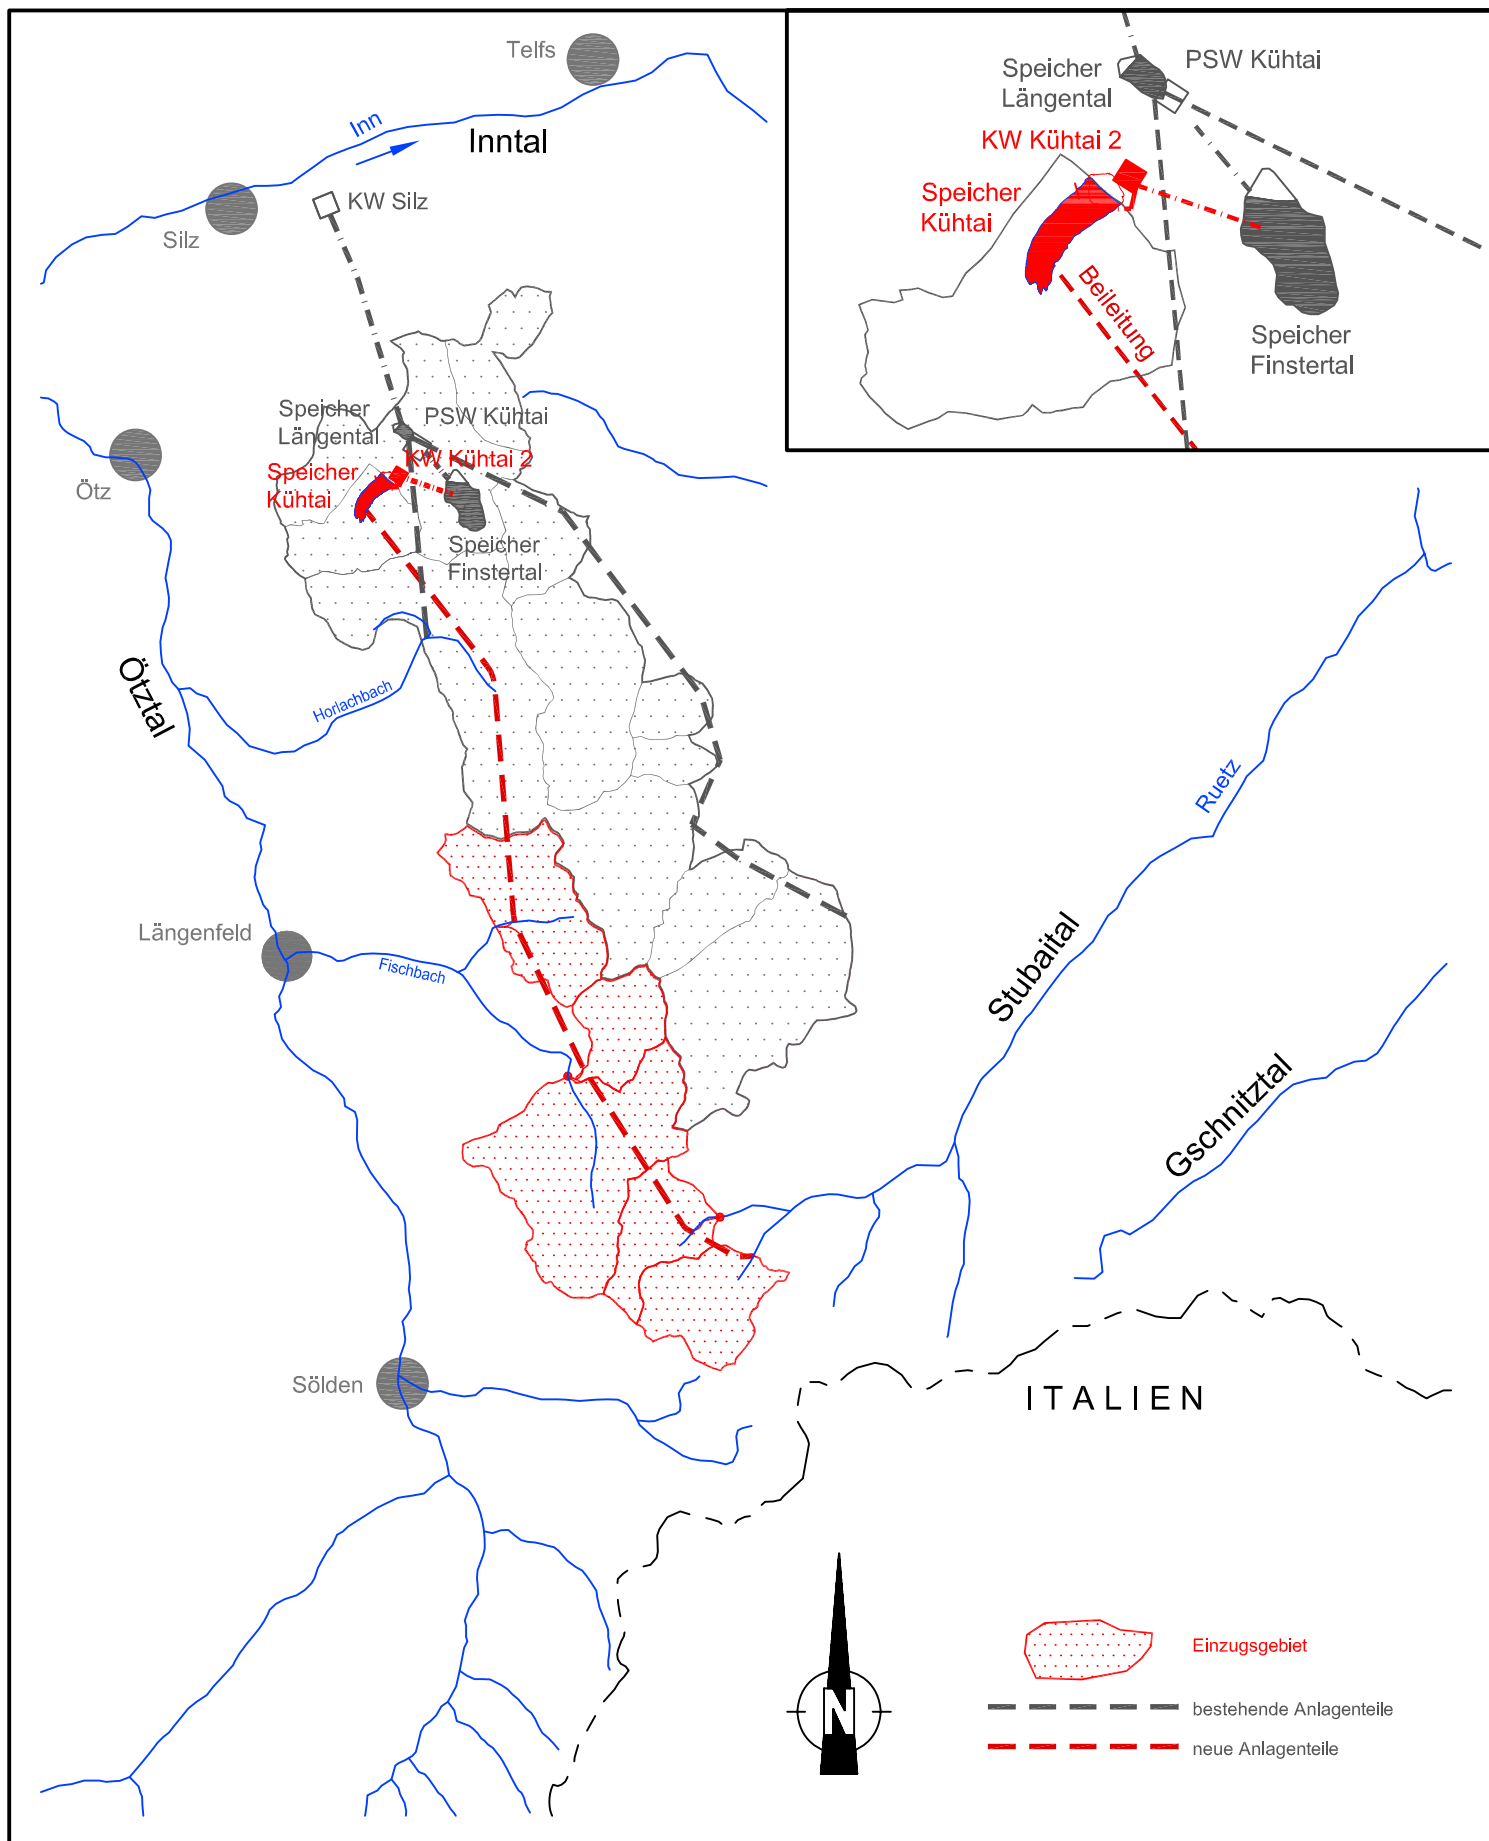 Telfs
Inn
Inntal
KW Silz
Silz
Speicher
Längental
PSW Kühtai
KW Kühtai 2
Speicher
Kühtai
Beileitung
Speicher
Finstertal
Speicher
Längental
PSW Kühtai
KW Kühtai 2
Speicher
Kühtai
Speicher
Finstertal
Ötz
Ötztal
Horlachbach
Ruetz
Längenfeld
Fischbach
Stubaital
Gschnitztal
Sölden
ITALIEN
N
Einzugsgebiet
bestehende Anlagenteile
neue Anlagenteile